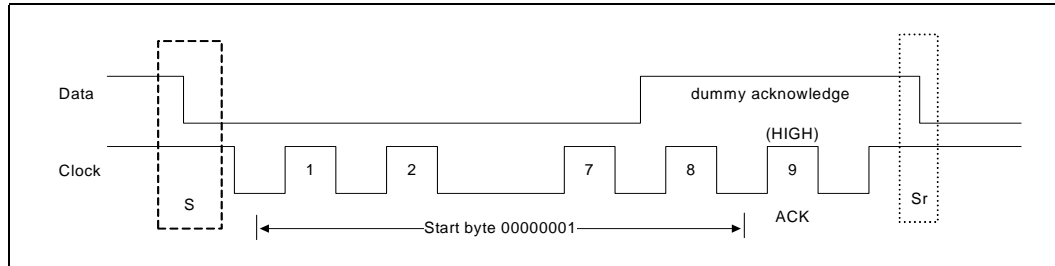 Data
dummy acknowledge
(HIGH)
Clock
1 2 7 8 9
S
Sr
ACK
Start byte 00000001